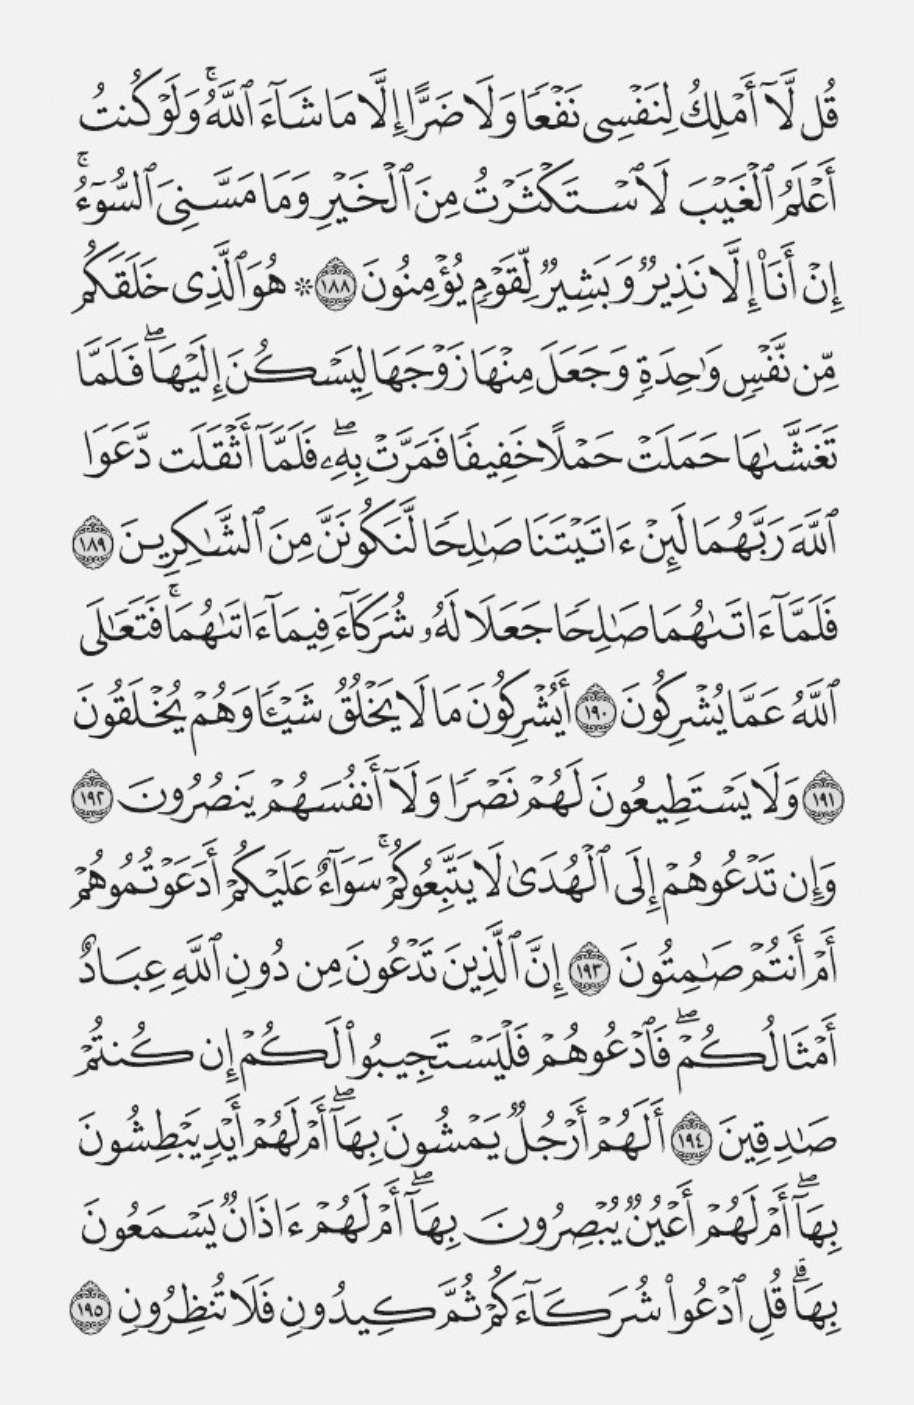 قُل لَّآ أَمْلِكُ لِنَفْسِى نَفْعًا وَلَا ضَرًّا إِلَّا مَا شَآءَ ٱللَّهُ ۚ وَلَوْ كُنتُ
أَعْلَمُ ٱلْغَيْبَ لَٱسْتَكْثَرْتُ مِنَ ٱلْخَيْرِ وَمَا مَسَّنِىَ ٱلسُّوٓءُ ۚ
إِنْ أَنَا۠ إِلَّا نَذِيرٌ وَبَشِيرٌ لِّقَوْمٍ يُؤْمِنُونَ ١٨٨ ۞ هُوَ ٱلَّذِى خَلَقَكُم
مِّن نَّفْسٍ وَٰحِدَةٍ وَجَعَلَ مِنْهَا زَوْجَهَا لِيَسْكُنَ إِلَيْهَا ۖ فَلَمَّا
تَغَشَّىٰهَا حَمَلَتْ حَمْلًا خَفِيفًا فَمَرَّتْ بِهِۦ ۖ فَلَمَّآ أَثْقَلَت دَّعَوَا
ٱللَّهَ رَبَّهُمَا لَئِنْ ءَاتَيْتَنَا صَٰلِحًا لَّنَكُونَنَّ مِنَ ٱلشَّٰكِرِينَ ١٨٩
فَلَمَّآ ءَاتَىٰهُمَا صَٰلِحًا جَعَلَا لَهُۥ شُرَكَآءَ فِيمَآ ءَاتَىٰهُمَا ۚ فَتَعَٰلَى
ٱللَّهُ عَمَّا يُشْرِكُونَ ١٩٠ أَيُشْرِكُونَ مَا لَا يَخْلُقُ شَيْـًٔا وَهُمْ يُخْلَقُونَ
١٩١ وَلَا يَسْتَطِيعُونَ لَهُمْ نَصْرًا وَلَآ أَنفُسَهُمْ يَنصُرُونَ ١٩٢
وَإِن تَدْعُوهُمْ إِلَى ٱلْهُدَىٰ لَا يَتَّبِعُوكُمْ ۚ سَوَآءٌ عَلَيْكُمْ أَدَعَوْتُمُوهُمْ
أَمْ أَنتُمْ صَٰمِتُونَ ١٩٣ إِنَّ ٱلَّذِينَ تَدْعُونَ مِن دُونِ ٱللَّهِ عِبَادٌ
أَمْثَالُكُمْ ۖ فَٱدْعُوهُمْ فَلْيَسْتَجِيبُوا۟ لَكُمْ إِن كُنتُمْ
صَٰدِقِينَ ١٩٤ أَلَهُمْ أَرْجُلٌ يَمْشُونَ بِهَآ ۖ أَمْ لَهُمْ أَيْدٍ يَبْطِشُونَ
بِهَآ ۖ أَمْ لَهُمْ أَعْيُنٌ يُبْصِرُونَ بِهَآ ۖ أَمْ لَهُمْ ءَاذَانٌ يَسْمَعُونَ
بِهَا ۗ قُلِ ٱدْعُوا۟ شُرَكَآءَكُمْ ثُمَّ كِيدُونِ فَلَا تُنظِرُونِ ١٩٥